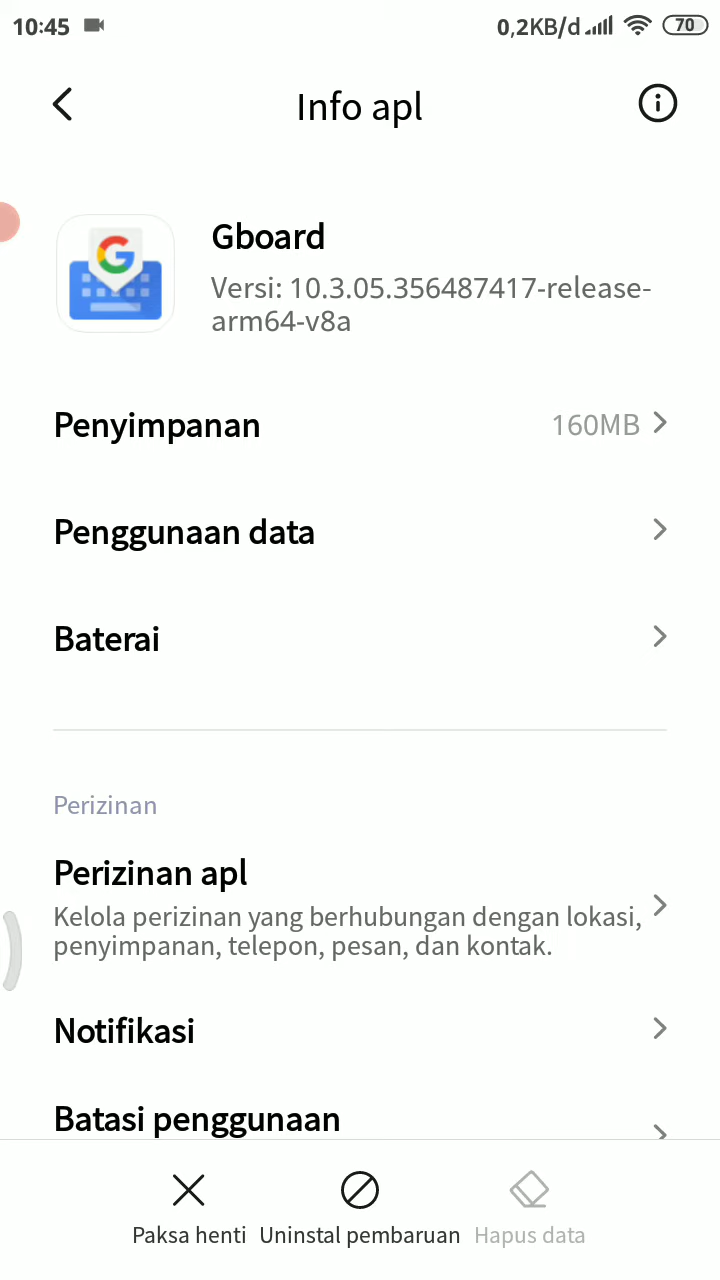 10:45 0,2KB/d 70
Info apl
Gboard
Versi: 10.3.05.356487417-release-
arm64-v8a
Penyimpanan 160MB
Penggunaan data
Baterai
Perizinan
Perizinan apl
Kelola perizinan yang berhubungan dengan lokasi,
penyimpanan, telepon, pesan, dan kontak.
Notifikasi
Batasi penggunaan
Paksa henti Uninstal pembaruan Hapus data